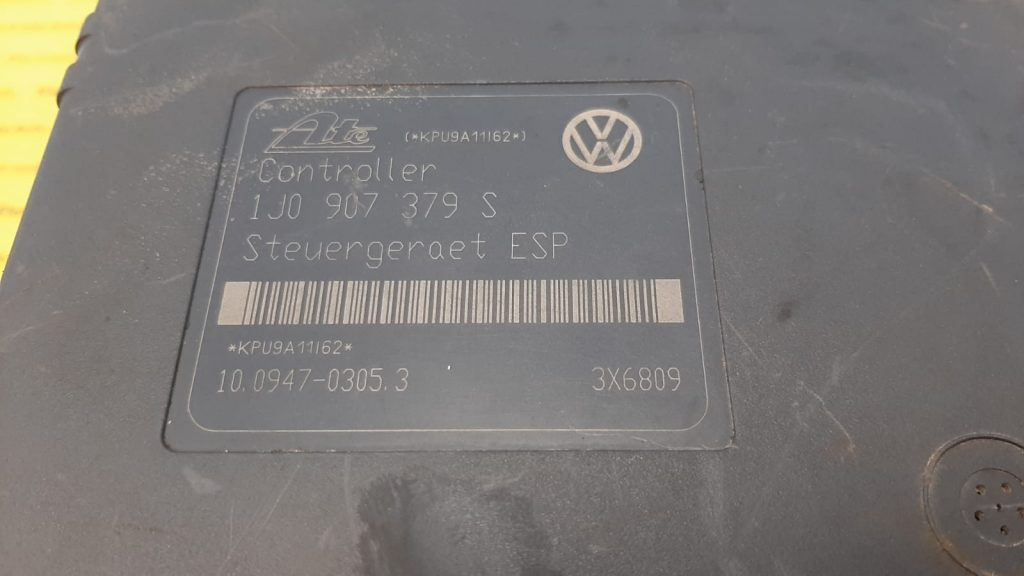 Ate (*KPU9A11I62*)
Controller
1J0 907 379 S
Steuergeraet ESP
*KPU9A11I62*
10.0947-0305.3 3X6809